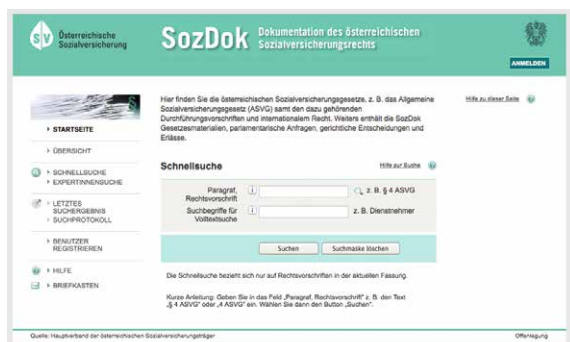 Österreichische
Sozialversicherung
SozDok
Dokumentation des österreichischen
Sozialversicherungsrechts
ANMELDEN
Hier finden Sie die österreichischen Sozialversicherungsgesetze, z. B. das Allgemeine
Sozialversicherungsgesetz (ASVG) samt den dazu gehörenden
Durchführungsvorschriften und internationalem Recht. Weiters enthält die SozDok
Gesetzesmaterialien, parlamentarische Anfragen, gerichtliche Entscheidungen und
Erlässe.
Hilfe zu dieser Seite
STARTSEITE
ÜBERSICHT
SCHNELLSUCHE
EXPERTINNENSUCHE
LETZTES
SUCHERGEBNIS
SUCHPROTOKOLL
BENUTZER
REGISTRIEREN
HILFE
BRIEFKASTEN
Schnellsuche
Hilfe zur Suche
Paragraf,
Rechtsvorschrift
z. B. § 4 ASVG
Suchbegriffe für
Volltextsuche
z. B. Dienstnehmer
Suchen
Suchmaske löschen
Die Schnellsuche bezieht sich nur auf Rechtsvorschriften in der aktuellen Fassung.
Kurze Anleitung: Geben Sie in das Feld „Paragraf, Rechtsvorschrift" z. B. den Text
„§ 4 ASVG" oder „4 ASVG" ein. Wählen Sie dann den Button „Suchen".
Quelle: Hauptverband der österreichischen Sozialversicherungsträger
Offenlegung